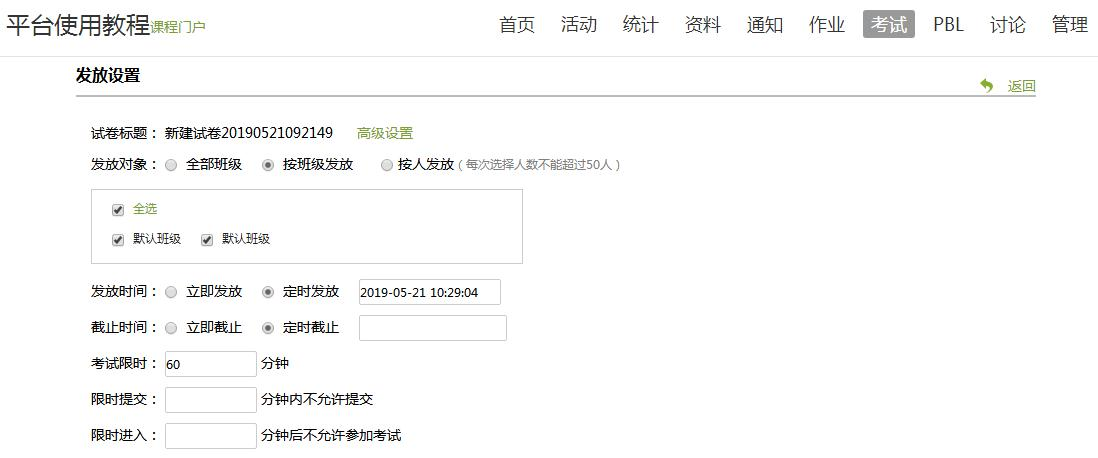 平台使用教程课程门户 首页 活动 统计 资料 通知 作业 考试 PBL 讨论 管理
发放设置
返回
试卷标题： 新建试卷20190521092149 高级设置
发放对象： 全部班级 按班级发放 按人发放（每次选择人数不能超过50人）
全选
默认班级 默认班级
发放时间： 立即发放 定时发放 2019-05-21 10:29:04
截止时间： 立即截止 定时截止
考试限时： 60 分钟
限时提交： 分钟内不允许提交
限时进入： 分钟后不允许参加考试